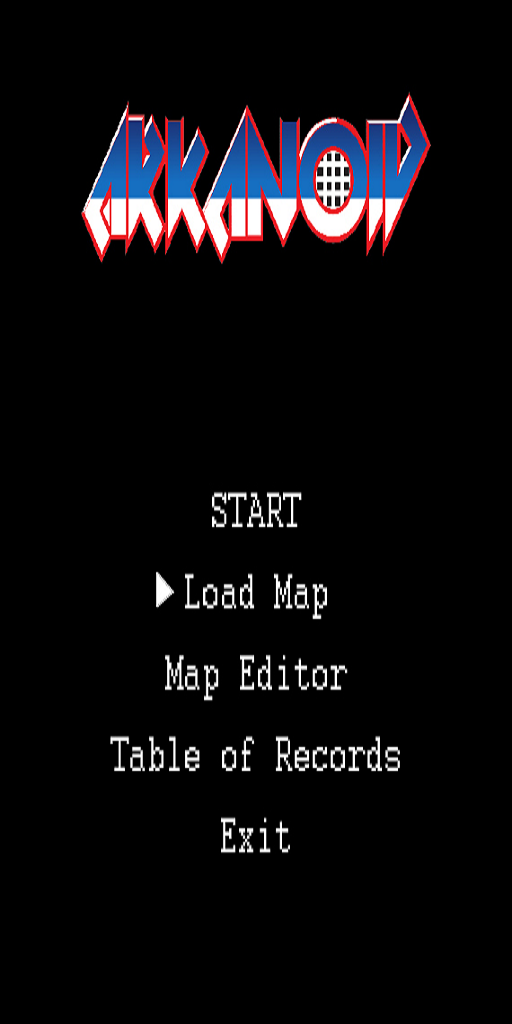 ARKANOID
START
Load Map
Map Editor
Table of Records
Exit